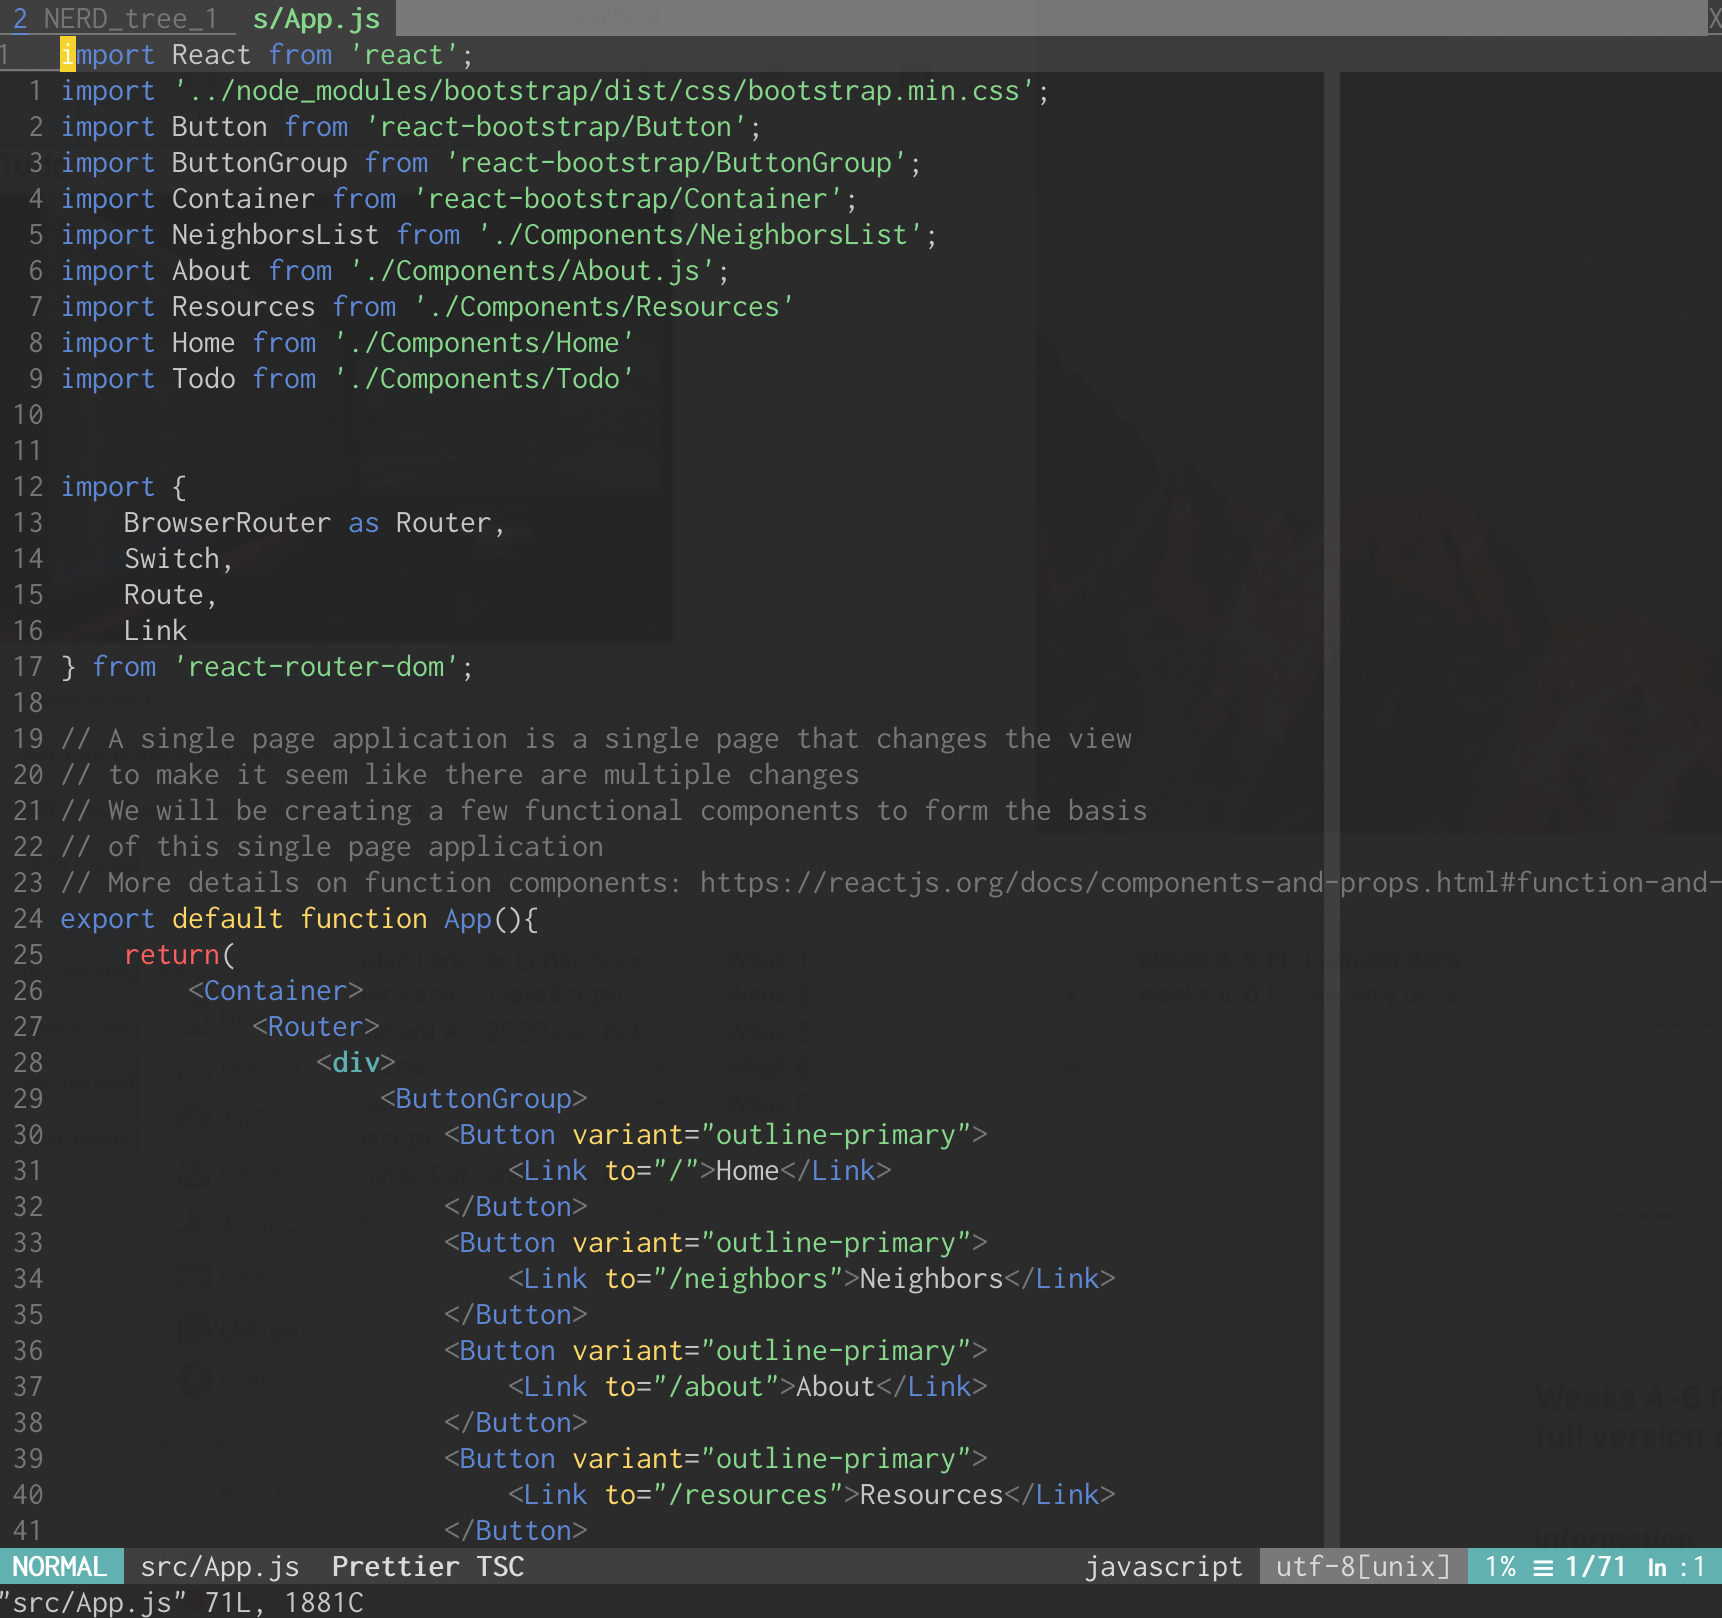 2 NERD_tree_1 s/App.js X
1 import React from 'react';
1 import '../node_modules/bootstrap/dist/css/bootstrap.min.css';
2 import Button from 'react-bootstrap/Button';
3 import ButtonGroup from 'react-bootstrap/ButtonGroup';
4 import Container from 'react-bootstrap/Container';
5 import NeighborsList from './Components/NeighborsList';
6 import About from './Components/About.js';
7 import Resources from './Components/Resources'
8 import Home from './Components/Home'
9 import Todo from './Components/Todo'
10
11
12 import {
13 BrowserRouter as Router,
14 Switch,
15 Route,
16 Link
17 } from 'react-router-dom';
18
19 // A single page application is a single page that changes the view
20 // to make it seem like there are multiple changes
21 // We will be creating a few functional components to form the basis
22 // of this single page application
23 // More details on function components: https://reactjs.org/docs/components-and-props.html#function-and-
24 export default function App(){
25 return(
26 <Container>
27 <Router>
28 <div>
29 <ButtonGroup>
30 <Button variant="outline-primary">
31 <Link to="/">Home</Link>
32 </Button>
33 <Button variant="outline-primary">
34 <Link to="/neighbors">Neighbors</Link>
35 </Button>
36 <Button variant="outline-primary">
37 <Link to="/about">About</Link>
38 </Button>
39 <Button variant="outline-primary">
40 <Link to="/resources">Resources</Link>
41 </Button>
NORMAL src/App.js Prettier TSC javascript utf-8[unix] 1% ☰ 1/71 ln :1
"src/App.js" 71L, 1881C